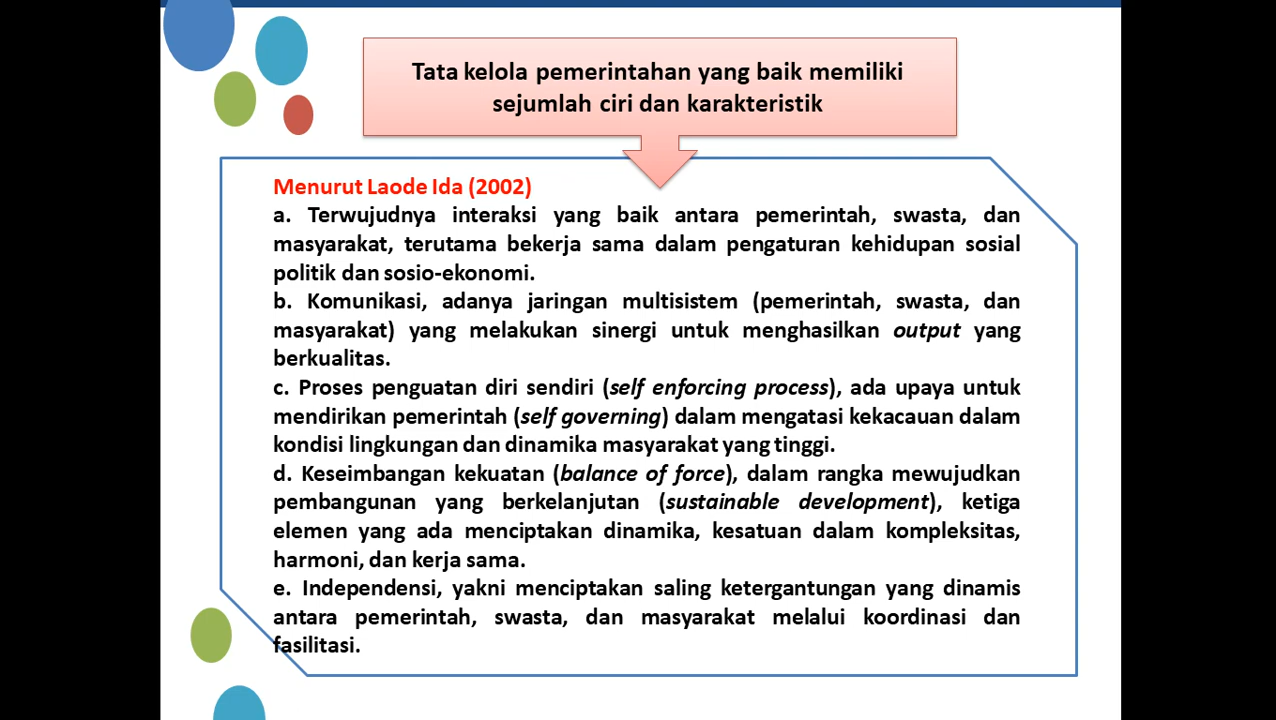 Tata kelola pemerintahan yang baik memiliki
sejumlah ciri dan karakteristik
Menurut Laode Ida (2002)
a. Terwujudnya interaksi yang baik antara pemerintah, swasta, dan
masyarakat, terutama bekerja sama dalam pengaturan kehidupan sosial
politik dan sosio-ekonomi.
b. Komunikasi, adanya jaringan multisistem (pemerintah, swasta, dan
masyarakat) yang melakukan sinergi untuk menghasilkan output yang
berkualitas.
c. Proses penguatan diri sendiri (self enforcing process), ada upaya untuk
mendirikan pemerintah (self governing) dalam mengatasi kekacauan dalam
kondisi lingkungan dan dinamika masyarakat yang tinggi.
d. Keseimbangan kekuatan (balance of force), dalam rangka mewujudkan
pembangunan yang berkelanjutan (sustainable development), ketiga
elemen yang ada menciptakan dinamika, kesatuan dalam kompleksitas,
harmoni, dan kerja sama.
e. Independensi, yakni menciptakan saling ketergantungan yang dinamis
antara pemerintah, swasta, dan masyarakat melalui koordinasi dan
fasilitasi.